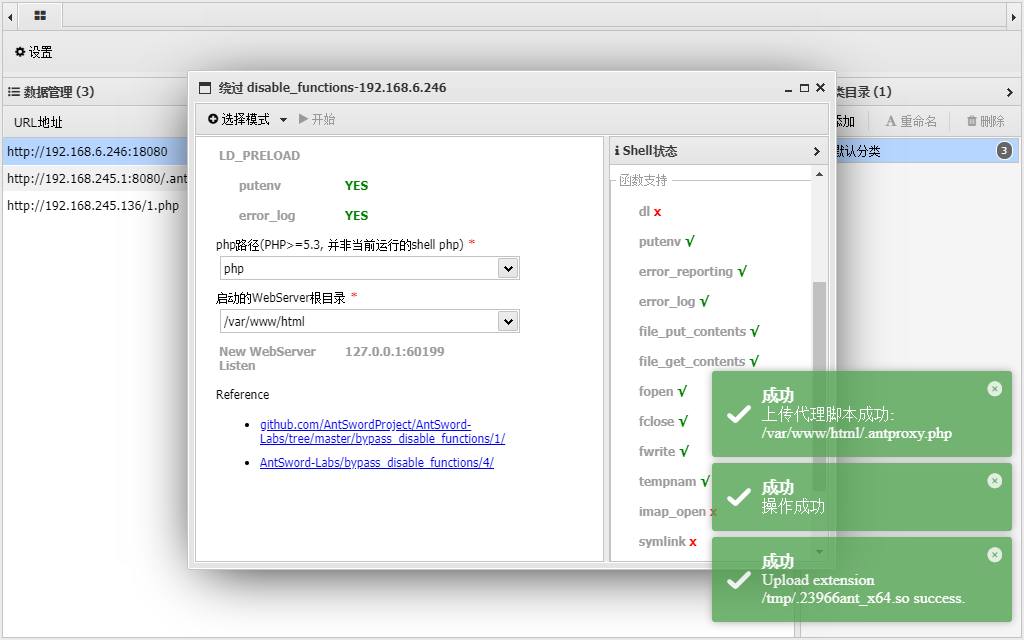 设置
数据管理 (3)
URL地址
http://192.168.6.246:18080
http://192.168.245.1:8080/.ant
http://192.168.245.136/1.php
绕过 disable_functions-192.168.6.246
选择模式
开始
LD_PRELOAD
putenv YES
error_log YES
php路径(PHP>=5.3, 并非当前运行的shell php) *
php
启动的WebServer根目录 *
/var/www/html
New WebServer
Listen
127.0.0.1:60199
Reference
github.com/AntSwordProject/AntSword-
Labs/tree/master/bypass_disable_functions/1/
AntSword-Labs/bypass_disable_functions/4/
Shell状态
函数支持
dl x
putenv √
error_reporting √
error_log √
file_put_contents √
file_get_contents √
fopen √
fclose √
fwrite √
tempnam √
imap_open x
symlink x
类目录 (1)
添加
重命名
删除
默认分类
3
成功
上传代理脚本成功:
/var/www/html/.antproxy.php
成功
操作成功
成功
Upload extension
/tmp/.23966ant_x64.so success.